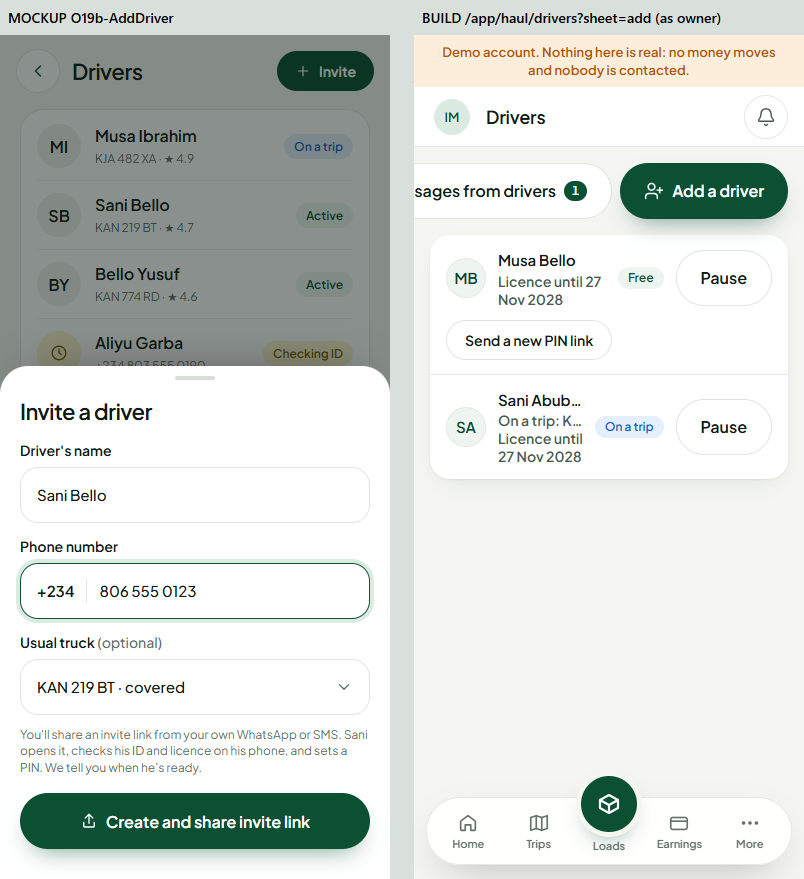 MOCKUP O19b-AddDriver
Drivers
Invite
MI
Musa Ibrahim
KJA 482 XA · ★ 4.9
On a trip
SB
Sani Bello
KAN 219 BT · ★ 4.7
Active
BY
Bello Yusuf
KAN 774 RD · ★ 4.6
Active
Aliyu Garba
Checking ID
Invite a driver
Driver's name
Sani Bello
Phone number
+234 806 555 0123
Usual truck (optional)
KAN 219 BT · covered
You'll share an invite link from your own WhatsApp or SMS. Sani
opens it, checks his ID and licence on his phone, and sets a
PIN. We tell you when he's ready.
Create and share invite link
BUILD /app/haul/drivers?sheet=add (as owner)
Demo account. Nothing here is real: no money moves
and nobody is contacted.
IM
Drivers
sages from drivers 1
Add a driver
MB
Musa Bello
Licence until 27
Nov 2028
Free
Pause
Send a new PIN link
SA
Sani Abub...
On a trip: K...
Licence until
27 Nov 2028
On a trip
Pause
Home
Trips
Loads
Earnings
More